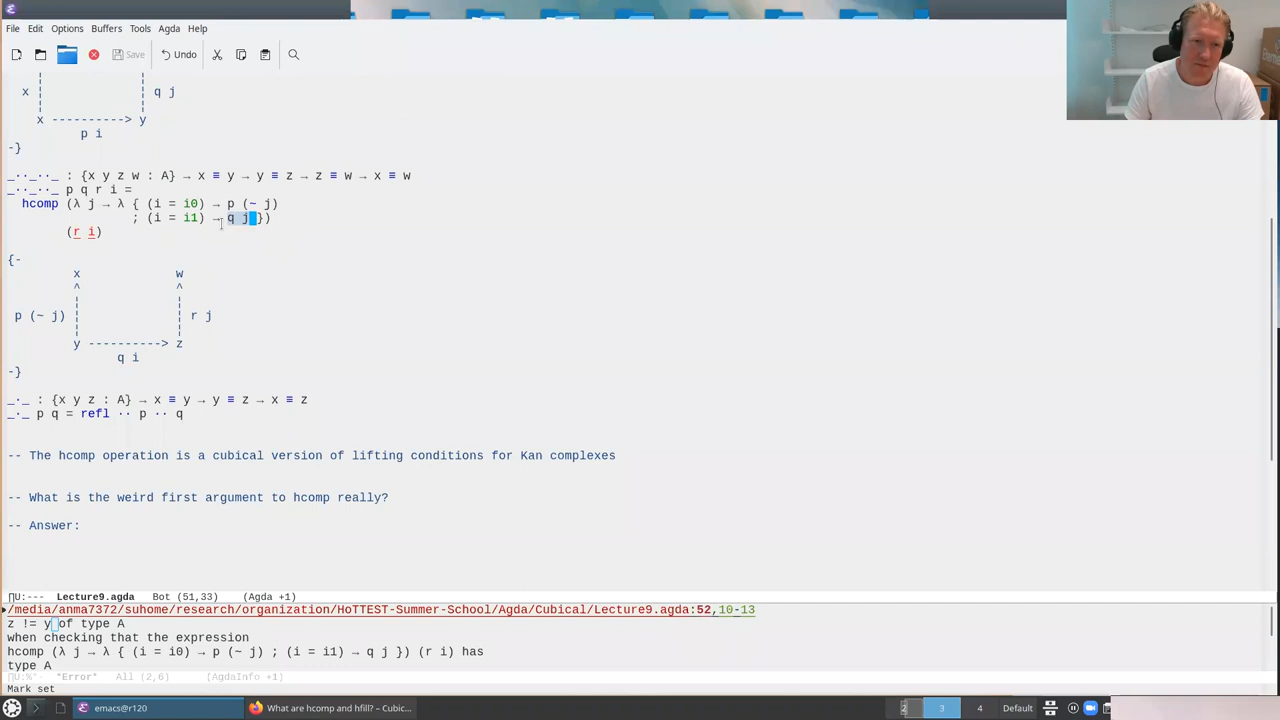 File Edit Options Buffers Tools Agda Help
Save Undo
x ¦ ¦ q j
¦ ¦
x ----------> y
p i
-}
_∙∙_∙∙_ : {x y z w : A} → x ≡ y → y ≡ z → z ≡ w → x ≡ w
_∙∙_∙∙_ p q r i =
hcomp (λ j → λ { (i = i0) → p (~ j)
; (i = i1) → q j })
(r i)
{-
x w
^ ^
¦ ¦
p (~ j) ¦ ¦ r j
¦ ¦
y ----------> z
q i
-}
_∙_ : {x y z : A} → x ≡ y → y ≡ z → x ≡ z
_∙_ p q = refl ∙∙ p ∙∙ q
-- The hcomp operation is a cubical version of lifting conditions for Kan complexes
-- What is the weird first argument to hcomp really?
-- Answer:
U:--- Lecture9.agda Bot (51,33) (Agda +1)
/media/anma7372/suhome/research/organization/HoTTEST-Summer-School/Agda/Cubical/Lecture9.agda:52,10-13
z != y of type A
when checking that the expression
hcomp (λ j → λ { (i = i0) → p (~ j) ; (i = i1) → q j }) (r i) has
type A
U:%*- *Error* All (2,6) (AgdaInfo +1)
Mark set
emacs@r120 What are hcomp and hfill? – Cubic... 2 3 4 Default